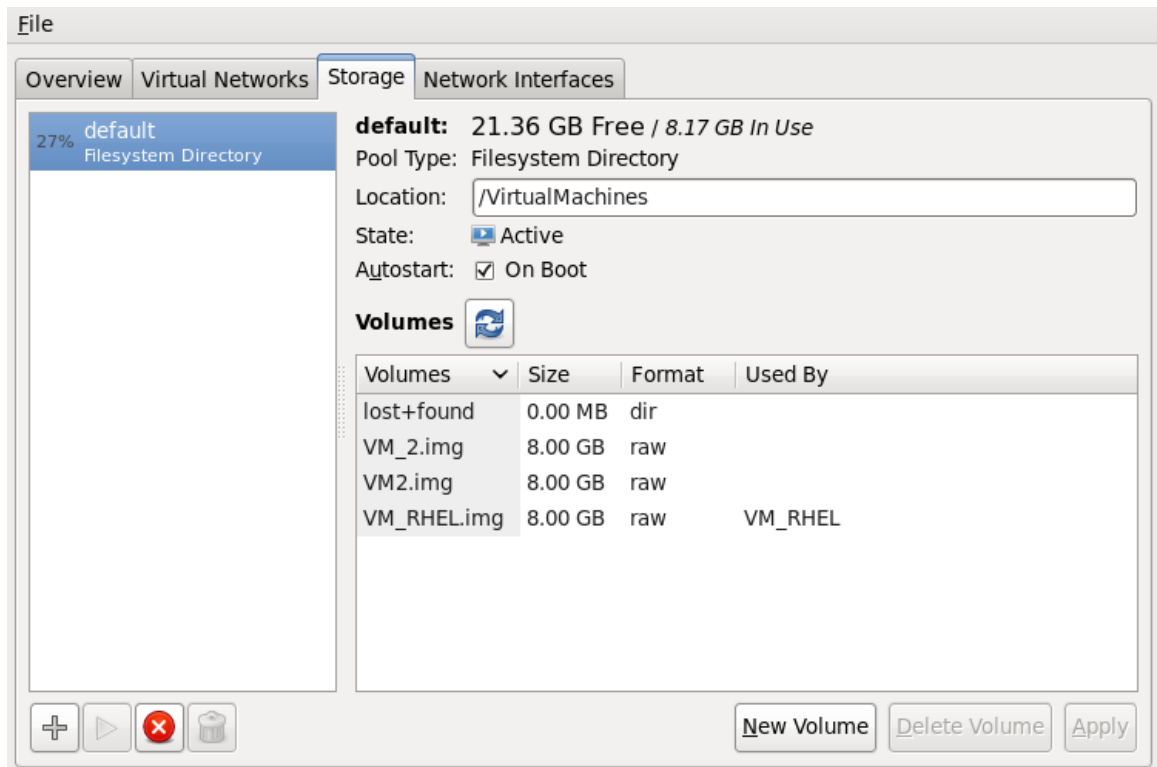 File
Overview Virtual Networks Storage Network Interfaces
27% default
Filesystem Directory
default: 21.36 GB Free / 8.17 GB In Use
Pool Type: Filesystem Directory
Location: /VirtualMachines
State: Active
Autostart: On Boot
Volumes
Volumes Size Format Used By
lost+found 0.00 MB dir
VM_2.img 8.00 GB raw
VM2.img 8.00 GB raw
VM_RHEL.img 8.00 GB raw VM_RHEL
New Volume Delete Volume Apply